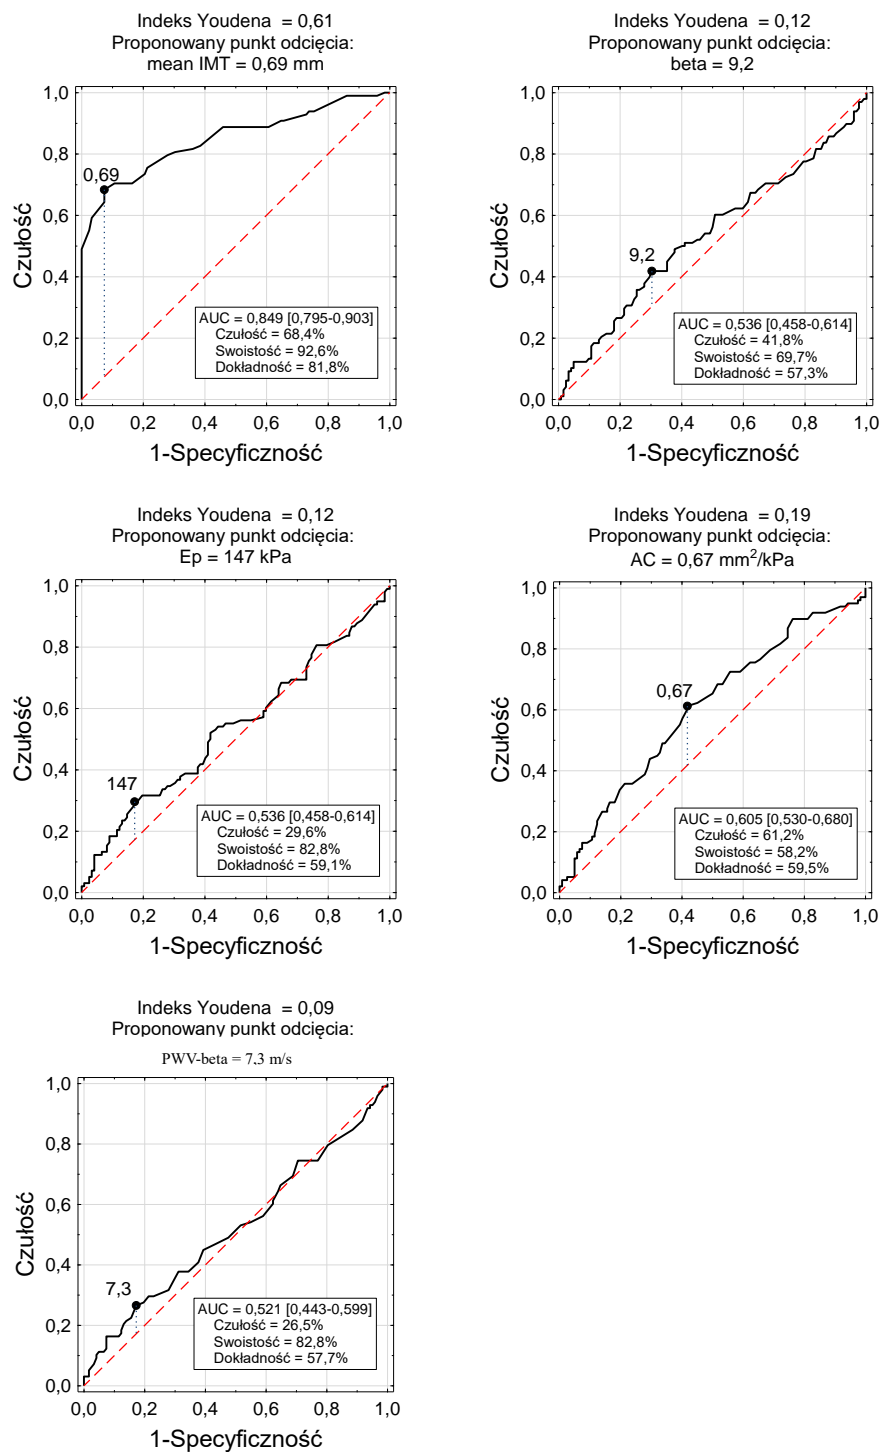 Indeks Youdena = 0,61
Proponowany punkt odcięcia:
mean IMT = 0,69 mm
1,0
0,8
0,6
0,4
0,2
0,0
Czułość
0,69
AUC = 0,849 [0,795-0,903]
Czułość = 68,4%
Swoistość = 92,6%
Dokładność = 81,8%
0,0 0,2 0,4 0,6 0,8 1,0
1-Specyficzność
Indeks Youdena = 0,12
Proponowany punkt odcięcia:
beta = 9,2
1,0
0,8
0,6
0,4
0,2
0,0
Czułość
9,2
AUC = 0,536 [0,458-0,614]
Czułość = 41,8%
Swoistość = 69,7%
Dokładność = 57,3%
0,0 0,2 0,4 0,6 0,8 1,0
1-Specyficzność
Indeks Youdena = 0,12
Proponowany punkt odcięcia:
Ep = 147 kPa
1,0
0,8
0,6
0,4
0,2
0,0
Czułość
147
AUC = 0,536 [0,458-0,614]
Czułość = 29,6%
Swoistość = 82,8%
Dokładność = 59,1%
0,0 0,2 0,4 0,6 0,8 1,0
1-Specyficzność
Indeks Youdena = 0,19
Proponowany punkt odcięcia:
AC = 0,67 mm²/kPa
1,0
0,8
0,6
0,4
0,2
0,0
Czułość
0,67
AUC = 0,605 [0,530-0,680]
Czułość = 61,2%
Swoistość = 58,2%
Dokładność = 59,5%
0,0 0,2 0,4 0,6 0,8 1,0
1-Specyficzność
Indeks Youdena = 0,09
Proponowany punkt odcięcia:
PWV-beta = 7,3 m/s
1,0
0,8
0,6
0,4
0,2
0,0
Czułość
7,3
AUC = 0,521 [0,443-0,599]
Czułość = 26,5%
Swoistość = 82,8%
Dokładność = 57,7%
0,0 0,2 0,4 0,6 0,8 1,0
1-Specyficzność